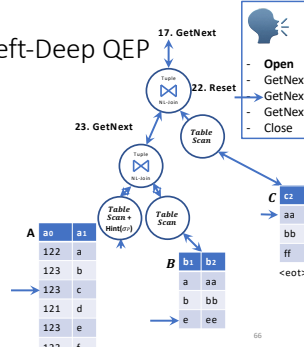 17. GetNext
eft-Deep QEP
Tuple
NL-Join
22. Reset
- Open
- GetNex
- GetNex
- GetNex
- Close
23. GetNext
Table
Scan
Tuple
NL-Join
Table
Scan +
Table
Scan
C
c2
aa
bb
ff
<eot>
A
a0 a1
122 a
123 b
123 c
121 d
123 e
B
b1 b2
a aa
b bb
e ee
66